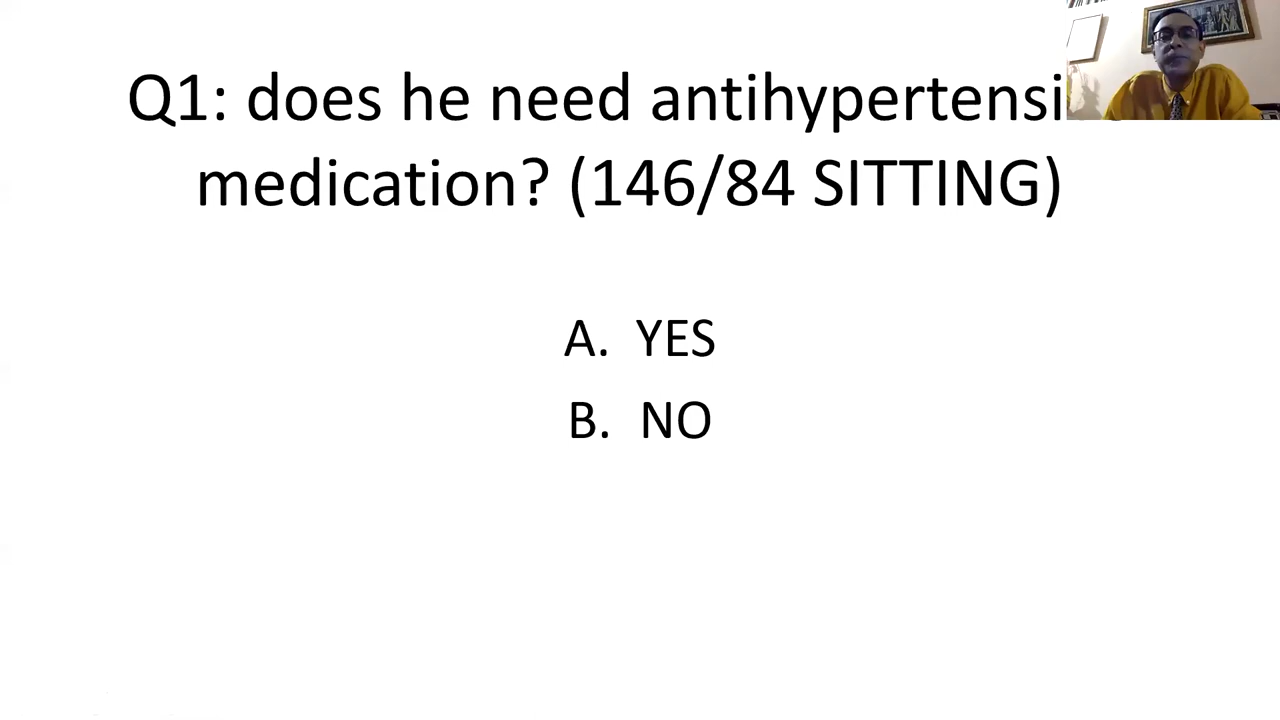 Q1: does he need antihypertensi
medication? (146/84 SITTING)
A. YES
B. NO